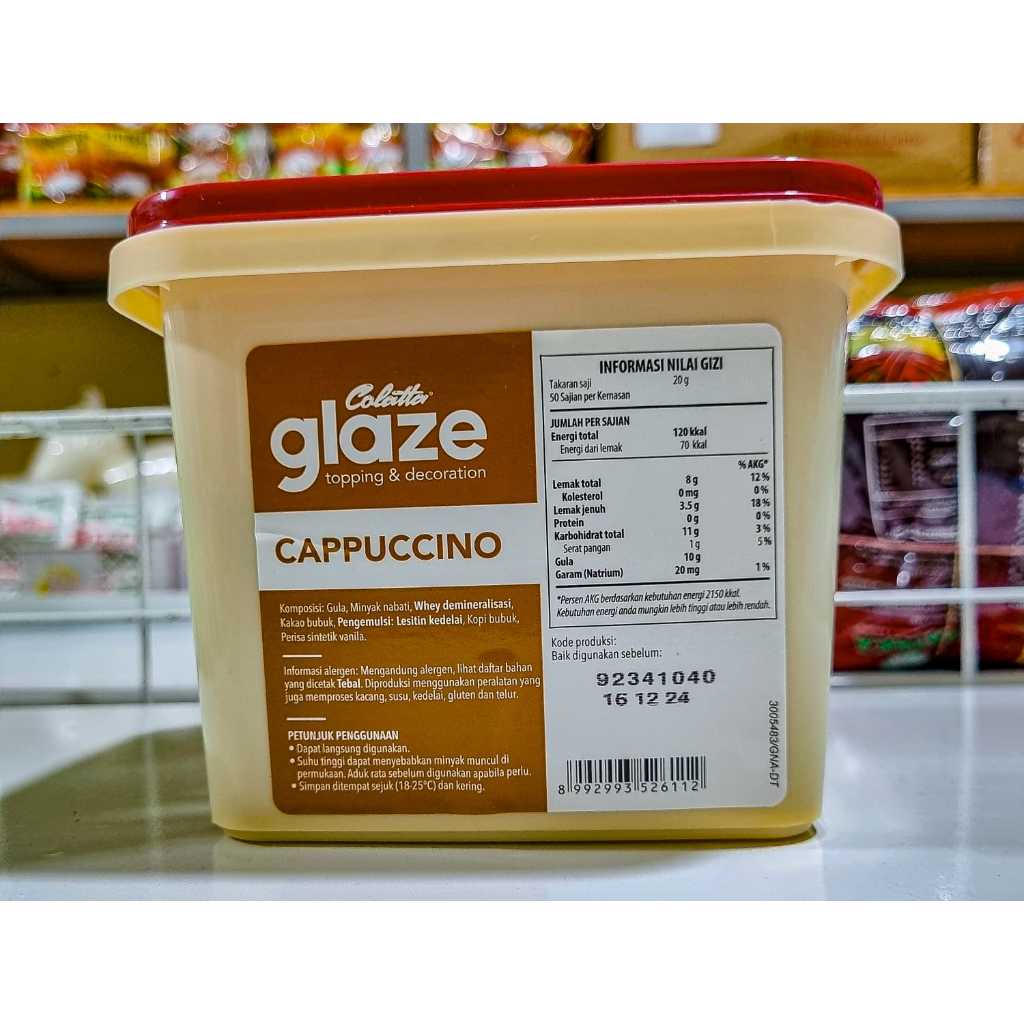 Colatta
glaze
topping & decoration
CAPPUCCINO
Komposisi: Gula, Minyak nabati, Whey demineralisasi,
Kakao bubuk, Pengemulsi: Lesitin kedelai, Kopi bubuk,
Perisa sintetik vanila.
Informasi alergen: Mengandung alergen, lihat daftar bahan
yang dicetak Tebal. Diproduksi menggunakan peralatan yang
juga memproses kacang, susu, kedelai, gluten dan telur.
PETUNJUK PENGGUNAAN
• Dapat langsung digunakan.
• Suhu tinggi dapat menyebabkan minyak muncul di
permukaan. Aduk rata sebelum digunakan apabila perlu.
• Simpan ditempat sejuk (18-25°C) dan kering.
INFORMASI NILAI GIZI
Takaran saji 20 g
50 Sajian per Kemasan
JUMLAH PER SAJIAN
Energi total 120 kkal
Energi dari lemak 70 kkal
% AKG*
Lemak total 8 g 12 %
Kolesterol 0 mg 0 %
Lemak jenuh 3.5 g 18 %
Protein 0 g 0 %
Karbohidrat total 11 g 3 %
Serat pangan 1 g 5 %
Gula 10 g
Garam (Natrium) 20 mg 1 %
*Persen AKG berdasarkan kebutuhan energi 2150 kkal.
Kebutuhan energi anda mungkin lebih tinggi atau lebih rendah.
Kode produksi:
Baik digunakan sebelum:
92341040
16 12 24
8 992993 526112
3005483/GNA-DT